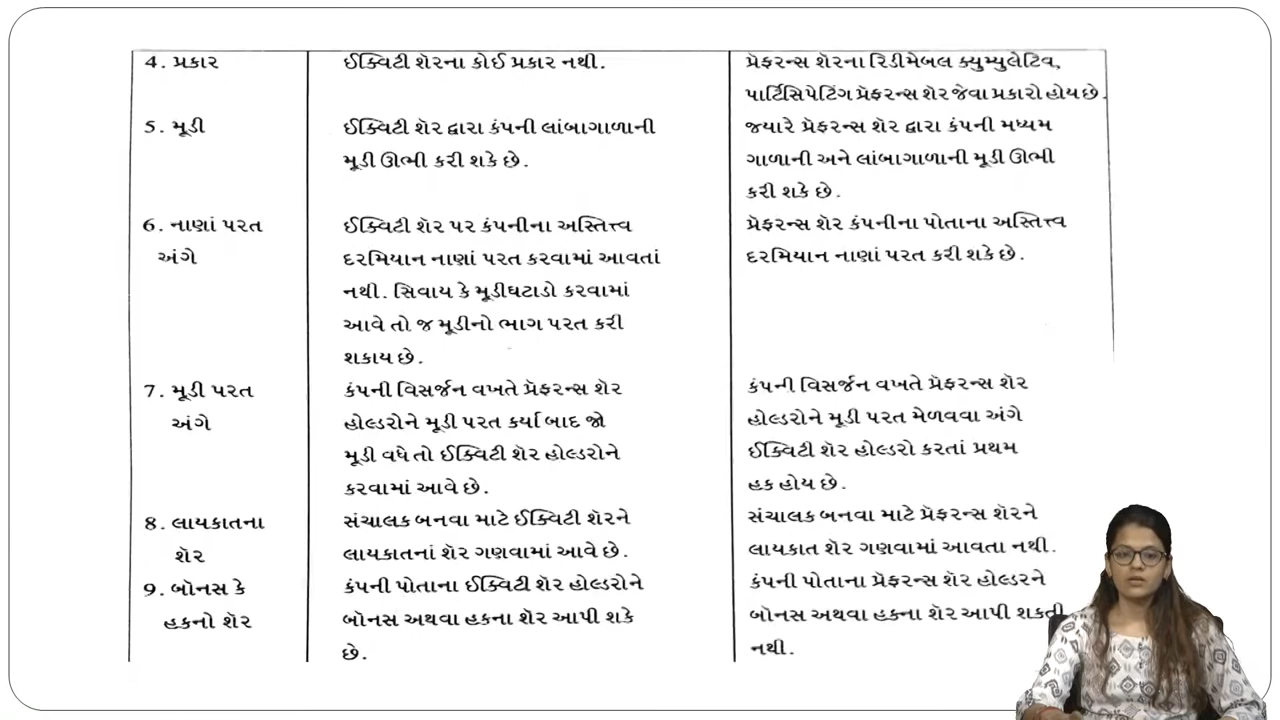 4. પ્રકાર
ઈક્વિટી શૅરના કોઈ પ્રકાર નથી.
પ્રૅફરન્સ શૅરના રિડીમેબલ ક્યુમ્યુલેટિવ,
પાર્ટિસિપેટિંગ પ્રૅફરન્સ શૅર જેવા પ્રકારો હોય છે.
5. મૂડી
ઈક્વિટી શૅર દ્વારા કંપની લાંબાગાળાની
મૂડી ઊભી કરી શકે છે.
જ્યારે પ્રૅફરન્સ શૅર દ્વારા કંપની મધ્યમ
ગાળાની અને લાંબાગાળાની મૂડી ઊભી
કરી શકે છે.
6. નાણાં પરત
અંગે
ઈક્વિટી શૅર પર કંપનીના અસ્તિત્ત્વ
દરમિયાન નાણાં પરત કરવામાં આવતાં
નથી. સિવાય કે મૂડીઘટાડો કરવામાં
આવે તો જ મૂડીનો ભાગ પરત કરી
શકાય છે.
પ્રૅફરન્સ શૅર કંપનીના પોતાના અસ્તિત્ત્વ
દરમિયાન નાણાં પરત કરી શકે છે.
7. મૂડી પરત
અંગે
કંપની વિસર્જન વખતે પ્રૅફરન્સ શૅર
હોલ્ડરોને મૂડી પરત કર્યા બાદ જો
મૂડી વધે તો ઈક્વિટી શૅર હોલ્ડરોને
કરવામાં આવે છે.
કંપની વિસર્જન વખતે પ્રૅફરન્સ શૅર
હોલ્ડરોને મૂડી પરત મેળવવા અંગે
ઈક્વિટી શૅર હોલ્ડરો કરતાં પ્રથમ
હક હોય છે.
8. લાયકાતના
શૅર
સંચાલક બનવા માટે ઈક્વિટી શૅરને
લાયકાતનાં શૅર ગણવામાં આવે છે.
સંચાલક બનવા માટે પ્રૅફરન્સ શૅરને
લાયકાત શૅર ગણવામાં આવતા નથી.
9. બૉનસ કે
હકનો શૅર
કંપની પોતાના ઈક્વિટી શૅર હોલ્ડરોને
બૉનસ અથવા હકના શૅર આપી શકે
છે.
કંપની પોતાના પ્રૅફરન્સ શૅર હોલ્ડરને
બૉનસ અથવા હકના શૅર આપી શકતી
નથી.